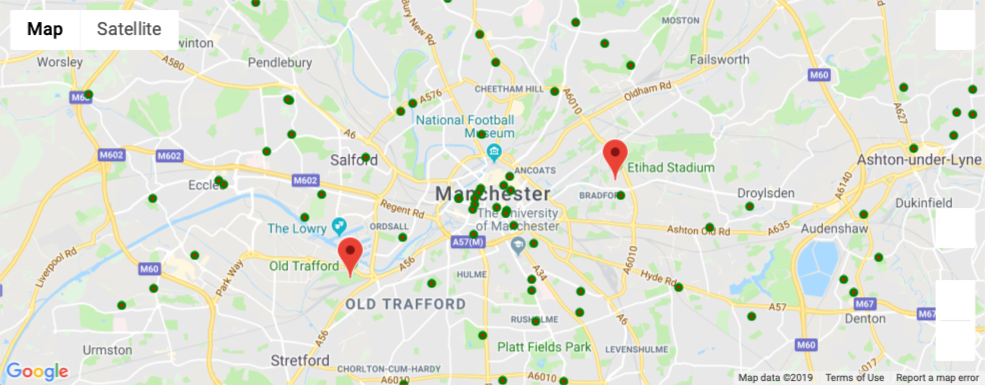 Map
Satellite
Bury New Rd
MOSTON
winton
Worsley
A580
Pendlebury
Failsworth
M60
M60
A576
CHEETHAM HILL
A6010
Oldham Rd
A627
National Football
Museum
A6
M602
M602
Salford
ANCOATS
Etihad Stadium
Ashton-under-Lyne
Eccles
M602
Manchester
BRADFORD
Droylsden
A6140
Dukinfield
Regent Rd
The University
of Manchester
The Lowry
ORDSALL
Ashton Old Rd
A635
Audenshaw
A57(M)
Liverpool Rd
M60
Park Way
Old Trafford
A56
HULME
A34
A6010
Hyde Rd
OLD TRAFFORD
A57
M67
M67
Denton
A56
RUSHOLME
A6
Urmston
Stretford
Platt Fields Park
LEVENSHULME
M60
A6017
CHORLTON-CUM-HARDY
A6010
A6010
Google
Map data ©2019
Terms of Use
Report a map error